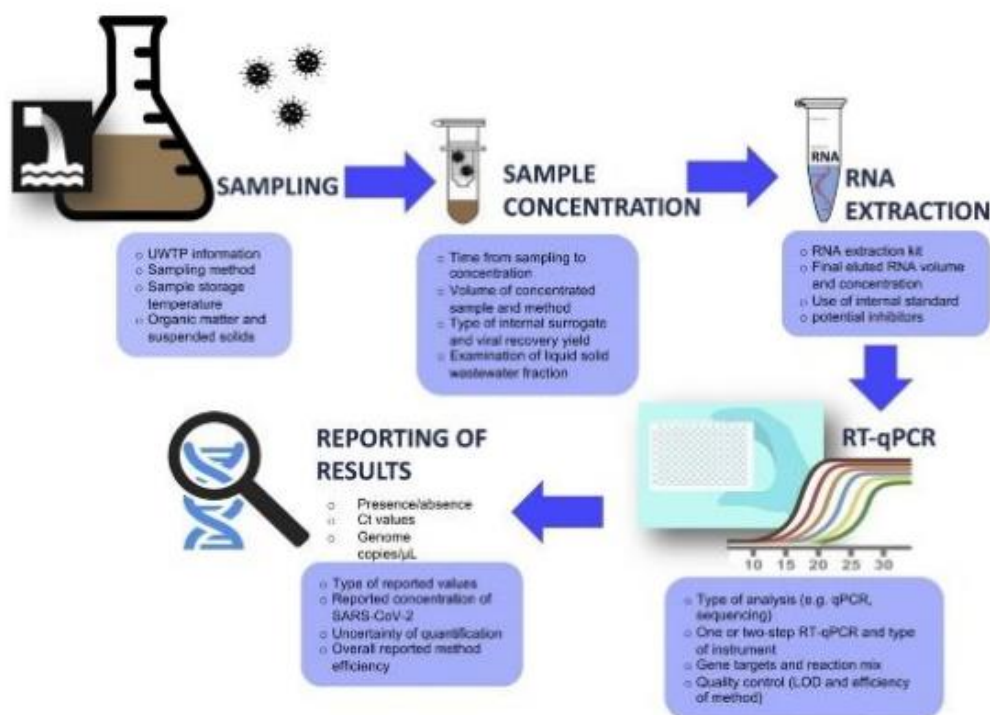 SAMPLING
o UWTP information
o Sampling method
o Sample storage
temperature
o Organic matter and
suspended solids
SAMPLE
CONCENTRATION
o Time from sampling to
concentration
o Volume of concentrated
sample and method
o Type of internal surrogate
and viral recovery yield
o Examination of liquid solid
wastewater fraction
RNA
RNA
EXTRACTION
o RNA extraction kit
o Final eluted RNA volume
and concentration
o Use of internal standard
o potential inhibitors
RT-qPCR
10 15 20 25 30
o Type of analysis (e.g. qPCR,
sequencing)
o One or two-step RT-qPCR and type
of instrument
o Gene targets and reaction mix
o Quality control (LOD and efficiency
of method)
REPORTING OF
RESULTS
o Presence/absence
o Ct values
o Genome
copies/µL
o Type of reported values
o Reported concentration of
SARS-CoV-2
o Uncertainty of quantification
o Overall reported method
efficiency